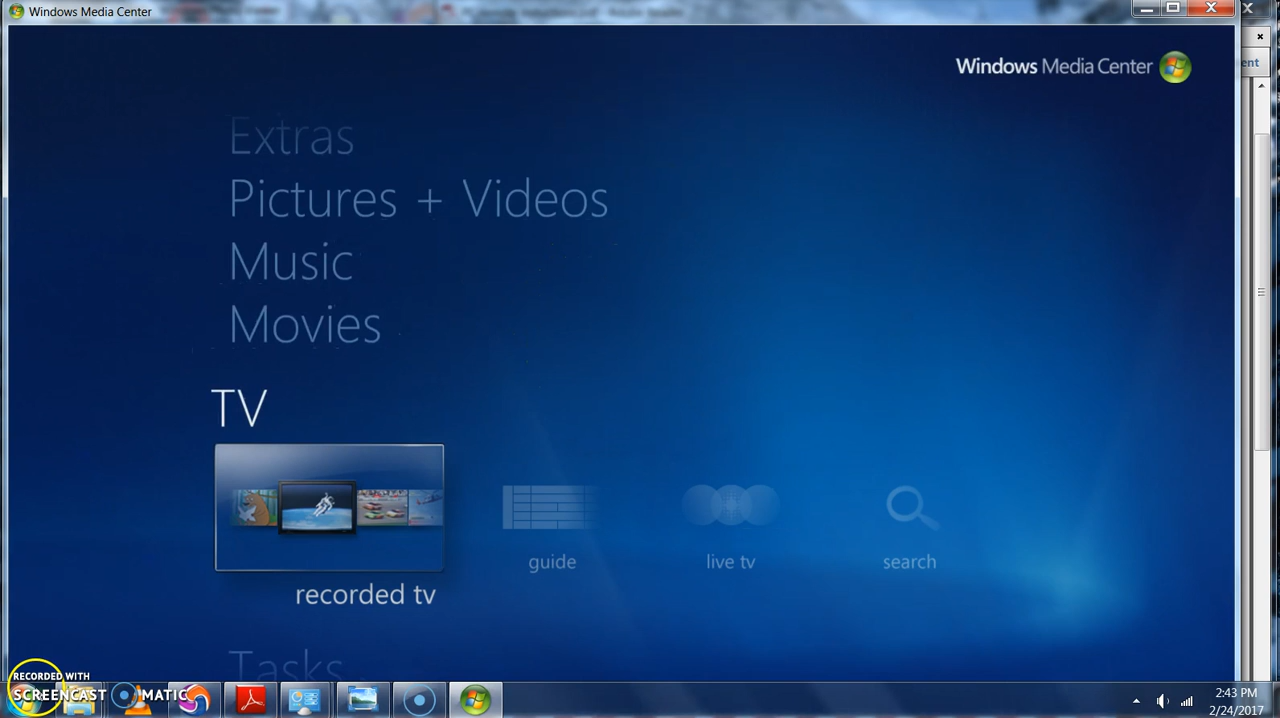 Windows Media Center
Windows Media Center
ent
Extras
Pictures + Videos
Music
Movies
TV
recorded tv
guide
live tv
search
Tasks
RECORDED WITH
SCREENCAST MATIC
2:43 PM
2/24/2017